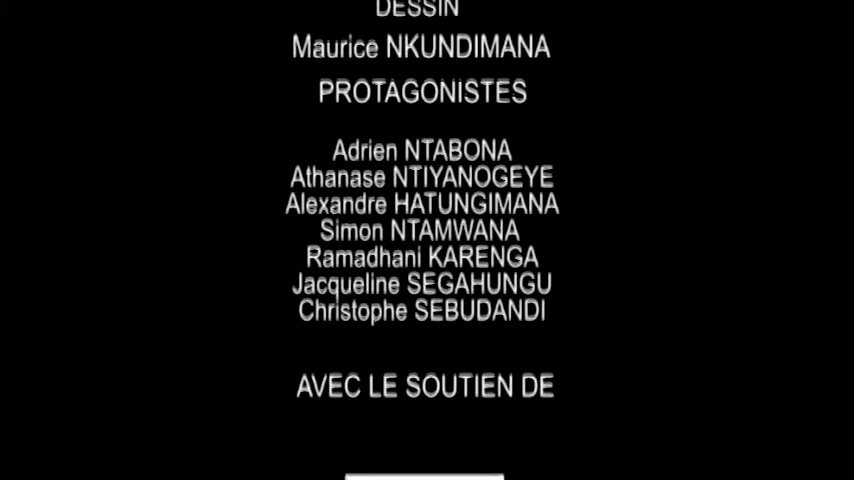 DESSIN
Maurice NKUNDIMANA
PROTAGONISTES
Adrien NTABONA
Athanase NTIYANOGEYE
Alexandre HATUNGIMANA
Simon NTAMWANA
Ramadhani KARENGA
Jacqueline SEGAHUNGU
Christophe SEBUDANDI
AVEC LE SOUTIEN DE